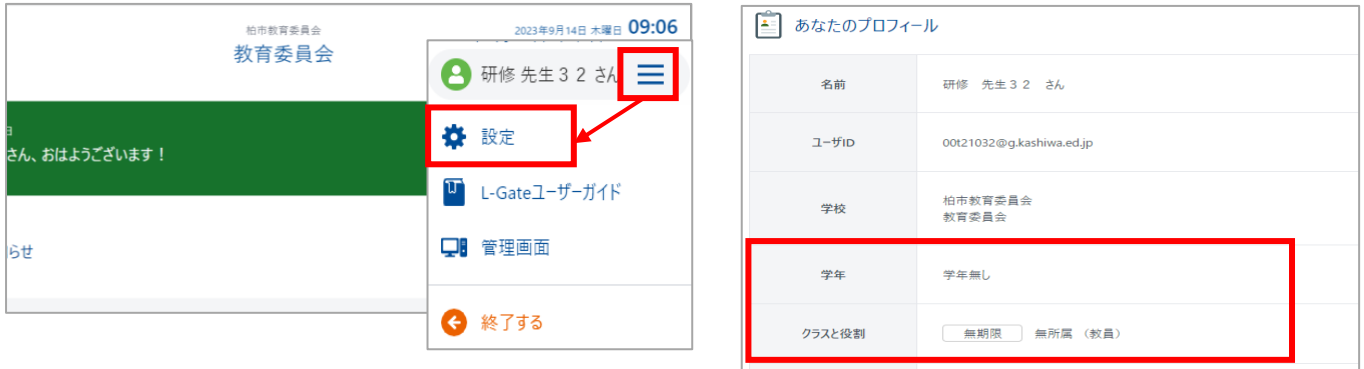 柏市教育委員会
教育委員会
2023年9月14日 木曜日 09:06
研修 先生３２ さん
設定
さん、おはようございます！
L-Gateユーザーガイド
管理画面
らせ
終了する
あなたのプロフィール
名前 研修　先生３２　さん
ユーザID 00t21032@g.kashiwa.ed.jp
学校 柏市教育委員会
教育委員会
学年 学年無し
クラスと役割 無期限 無所属 （教員）